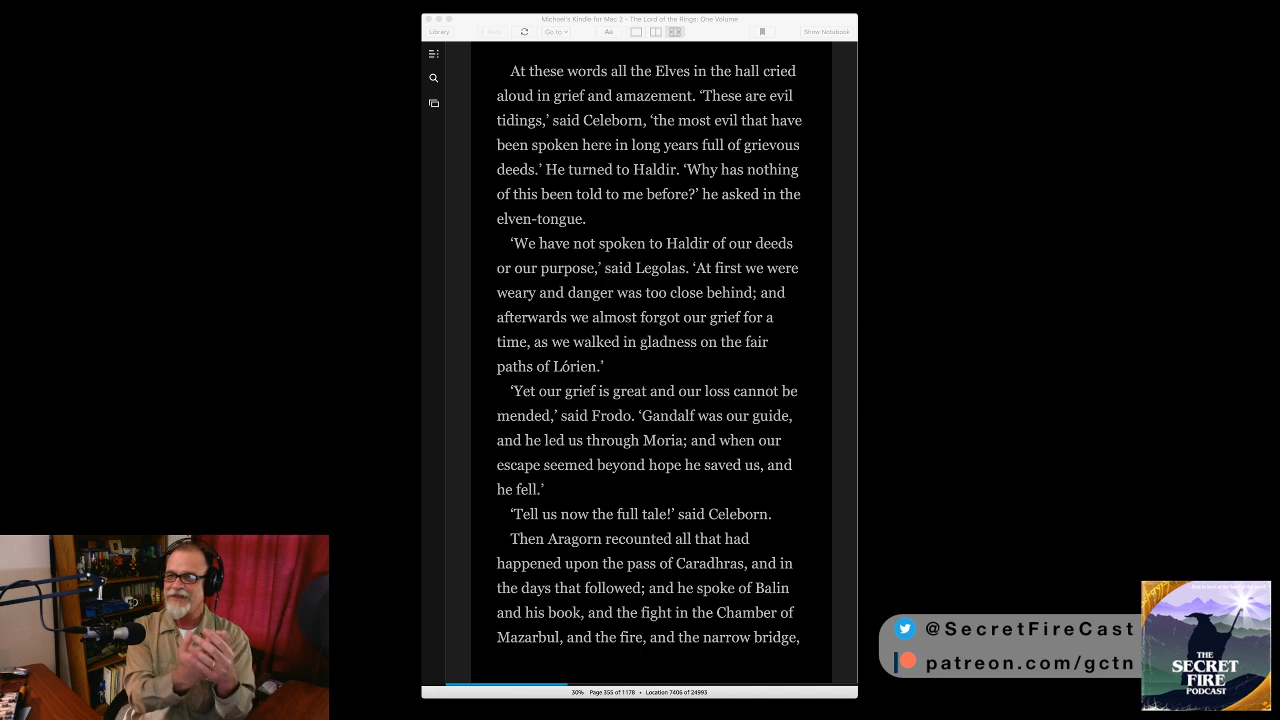 Michael's Kindle for Mac 2 - The Lord of the Rings: One Volume
Library
Go to
Aa
Show Notebook
At these words all the Elves in the hall cried
aloud in grief and amazement. ‘These are evil
tidings,’ said Celeborn, ‘the most evil that have
been spoken here in long years full of grievous
deeds.’ He turned to Haldir. ‘Why has nothing
of this been told to me before?’ he asked in the
elven-tongue.
‘We have not spoken to Haldir of our deeds
or our purpose,’ said Legolas. ‘At first we were
weary and danger was too close behind; and
afterwards we almost forgot our grief for a
time, as we walked in gladness on the fair
paths of Lórien.’
‘Yet our grief is great and our loss cannot be
mended,’ said Frodo. ‘Gandalf was our guide,
and he led us through Moria; and when our
escape seemed beyond hope he saved us, and
he fell.’
‘Tell us now the full tale!’ said Celeborn.
Then Aragorn recounted all that had
happened upon the pass of Caradhras, and in
the days that followed; and he spoke of Balin
and his book, and the fight in the Chamber of
Mazarbul, and the fire, and the narrow bridge,
30% Page 355 of 1178 • Location 7406 of 24993
@SecretFireCast
patreon.com/gctn
THE
SECRET
FIRE
PODCAST